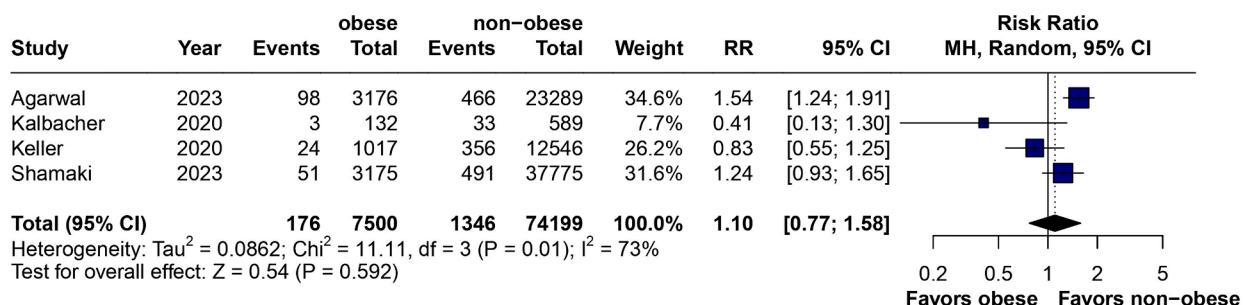 obese non−obese Risk Ratio
Study Year Events Total Events Total Weight RR 95% CI MH, Random, 95% CI
Agarwal 2023 98 3176 466 23289 34.6% 1.54 [1.24; 1.91]
Kalbacher 2020 3 132 33 589 7.7% 0.41 [0.13; 1.30]
Keller 2020 24 1017 356 12546 26.2% 0.83 [0.55; 1.25]
Shamaki 2023 51 3175 491 37775 31.6% 1.24 [0.93; 1.65]
Total (95% CI) 176 7500 1346 74199 100.0% 1.10 [0.77; 1.58]
Heterogeneity: Tau² = 0.0862; Chi² = 11.11, df = 3 (P = 0.01); I² = 73%
Test for overall effect: Z = 0.54 (P = 0.592)
0.2 0.5 1 2 5
Favors obese Favors non−obese